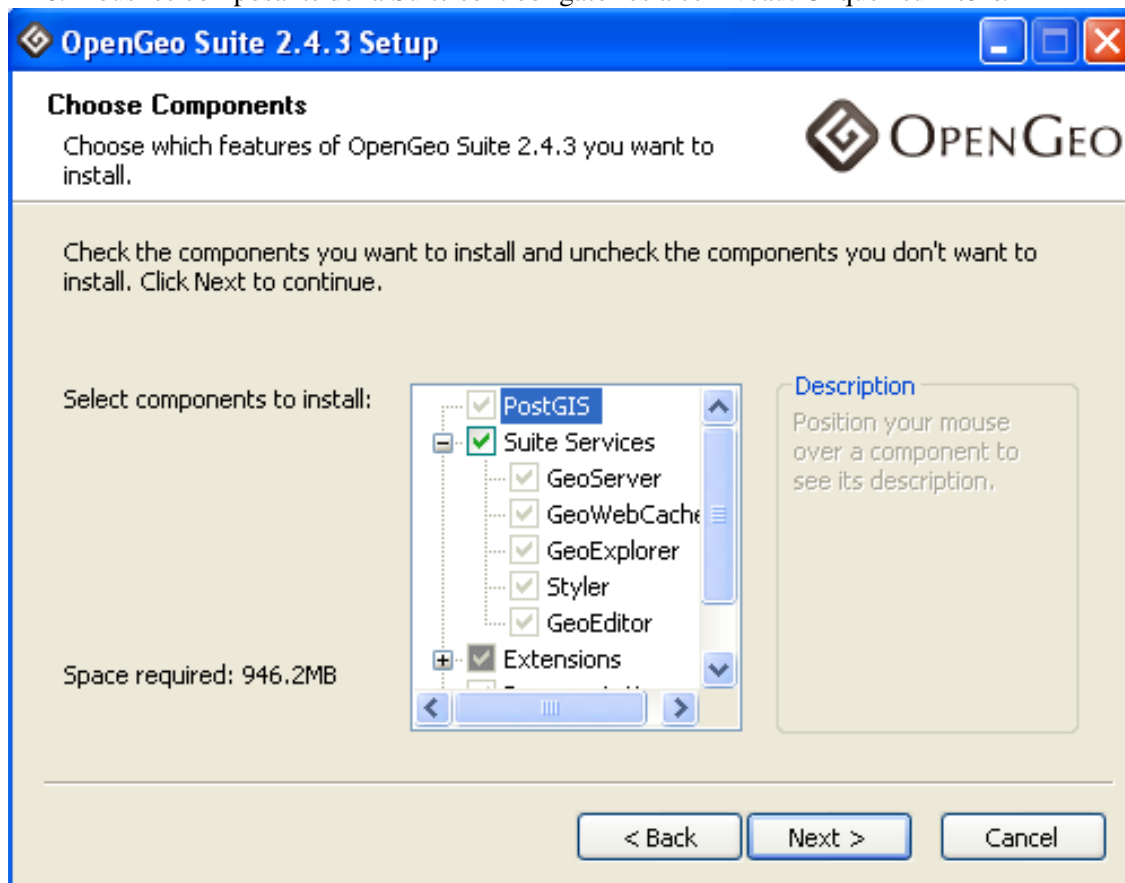 OpenGeo Suite 2.4.3 Setup
Choose Components
Choose which features of OpenGeo Suite 2.4.3 you want to
install.
OPENGEO
Check the components you want to install and uncheck the components you don't want to
install. Click Next to continue.
Select components to install:
PostGIS
Suite Services
GeoServer
GeoWebCache
GeoExplorer
Styler
GeoEditor
Extensions
Description
Position your mouse
over a component to
see its description.
Space required: 946.2MB
< Back
Next >
Cancel